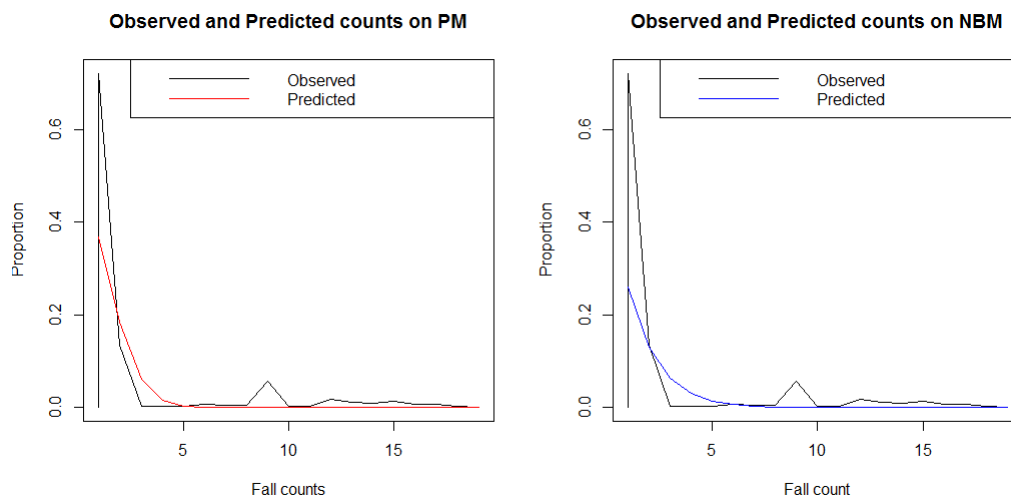 Observed and Predicted counts on PM
Observed
Predicted
Proportion
0.6
0.4
0.2
0.0
5
10
15
Fall counts
Observed and Predicted counts on NBM
Observed
Predicted
Proportion
0.6
0.4
0.2
0.0
5
10
15
Fall count